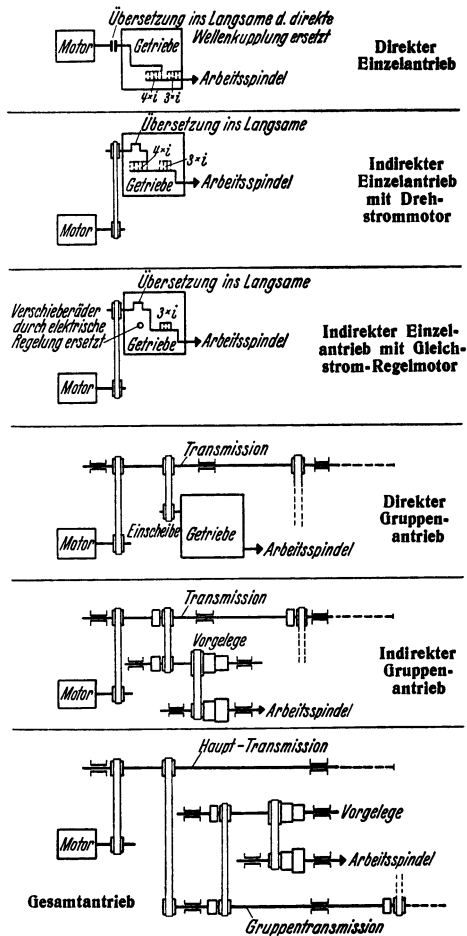 Übersetzung ins Langsame d. direkte
Wellenkupplung ersetzt
Motor
Getriebe
Arbeitsspindel
4×i 3×i
Direkter
Einzelantrieb
Übersetzung ins Langsame
4×i
3×i
Getriebe
Arbeitsspindel
Motor
Indirekter
Einzelantrieb
mit Dreh-
strommotor
Übersetzung ins Langsame
Verschieberäder
durch elektrische
Regelung ersetzt
3×i
Getriebe
Arbeitsspindel
Motor
Indirekter Einzel-
antrieb mit Gleich-
strom-Regelmotor
Transmission
Einscheibe
Getriebe
Motor
Arbeitsspindel
Direkter
Gruppen-
antrieb
Transmission
Vorgelege
Motor
Arbeitsspindel
Indirekter
Gruppen-
antrieb
Haupt-Transmission
Vorgelege
Motor
Arbeitsspindel
Gesamtantrieb
Gruppentransmission